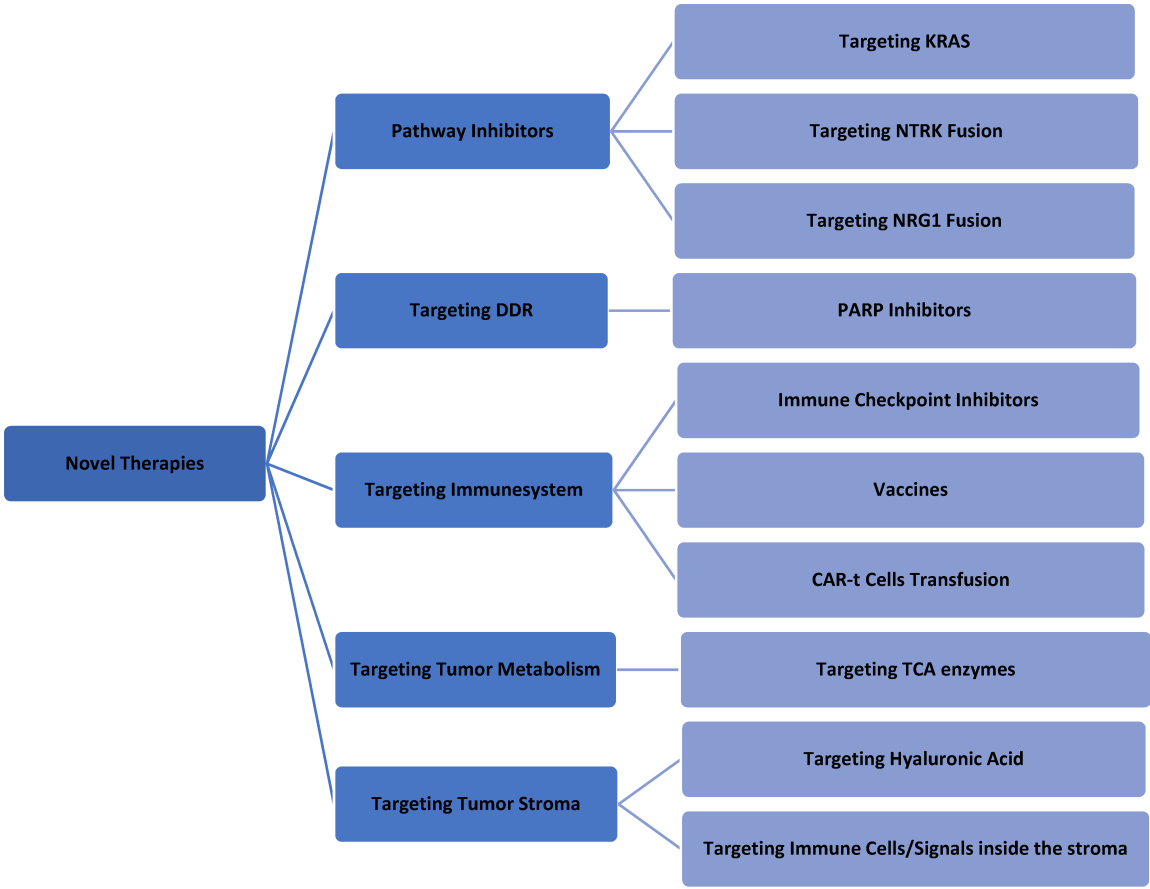 Novel Therapies
Pathway Inhibitors
Targeting KRAS
Targeting NTRK Fusion
Targeting NRG1 Fusion
Targeting DDR
PARP Inhibitors
Targeting Immunesystem
Immune Checkpoint Inhibitors
Vaccines
CAR-t Cells Transfusion
Targeting Tumor Metabolism
Targeting TCA enzymes
Targeting Tumor Stroma
Targeting Hyaluronic Acid
Targeting Immune Cells/Signals inside the stroma